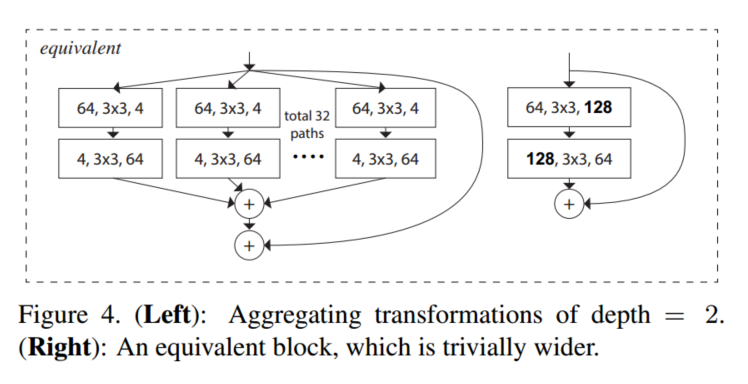 equivalent
64, 3x3, 4
64, 3x3, 4
total 32
paths
64, 3x3, 4
4, 3x3, 64
4, 3x3, 64
....
4, 3x3, 64
+
+
64, 3x3, 128
128, 3x3, 64
+
Figure 4. (Left): Aggregating transformations of depth = 2.
(Right): An equivalent block, which is trivially wider.